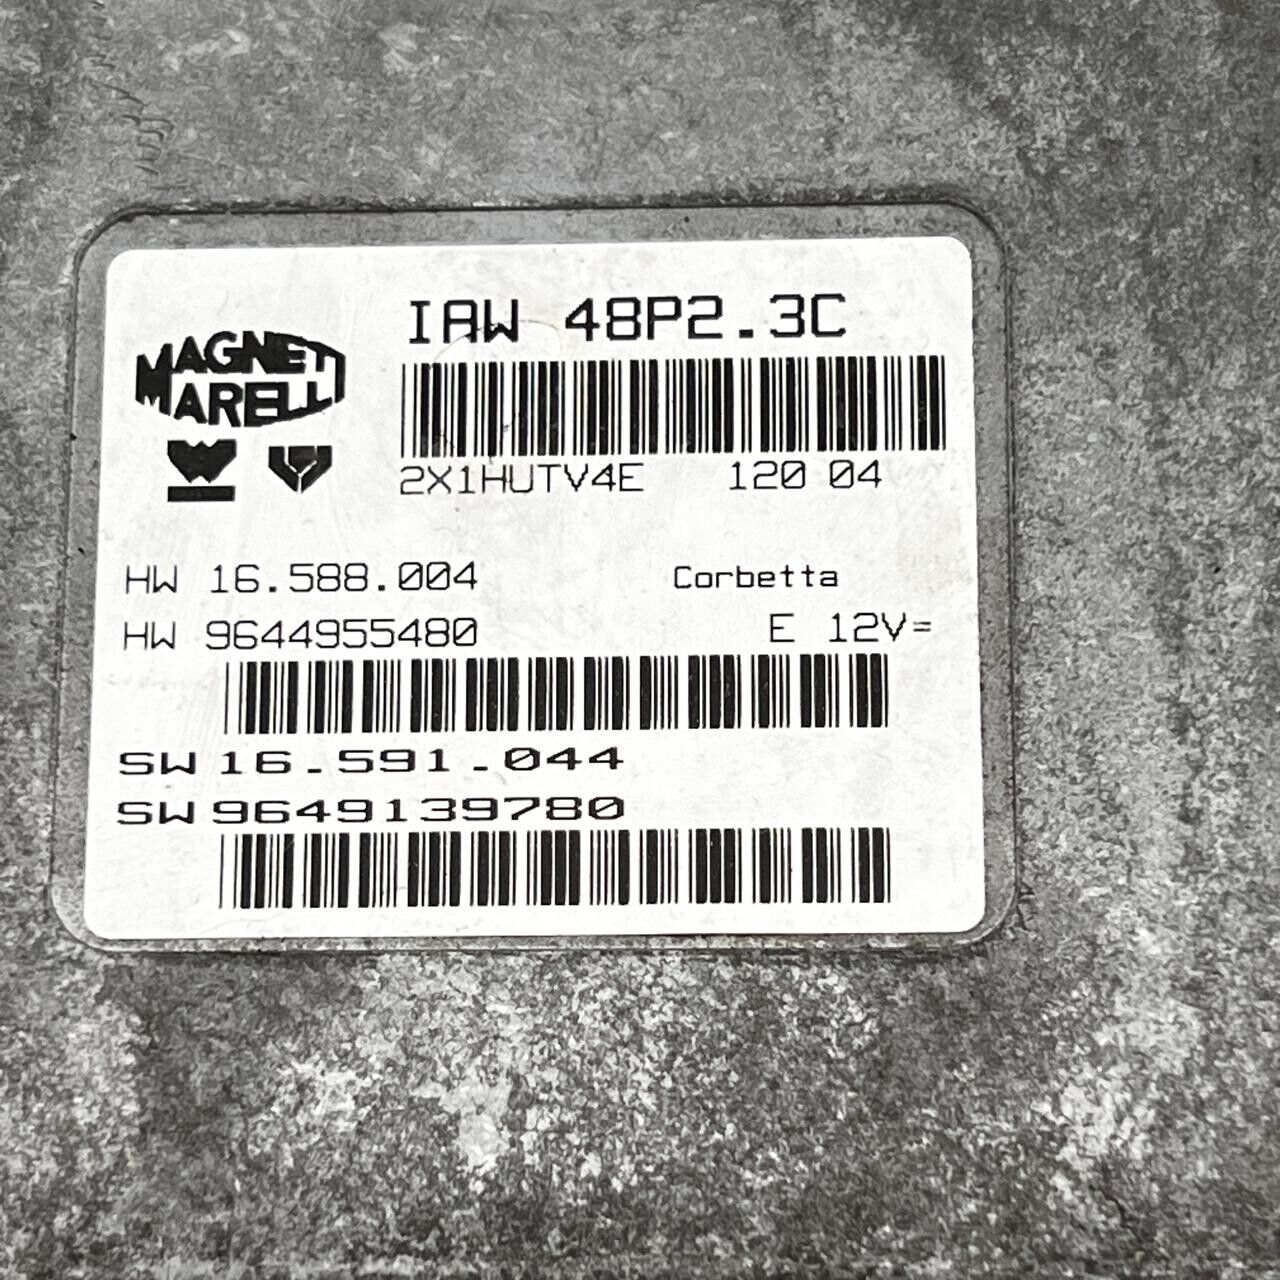 IAW 48P2.3C
MAGNETI
MARELLI
2X1HUTV4E 120 04
HW 16.588.004 Corbetta
HW 9644955480 E 12V=
SW 16.591.044
SW 9649139780